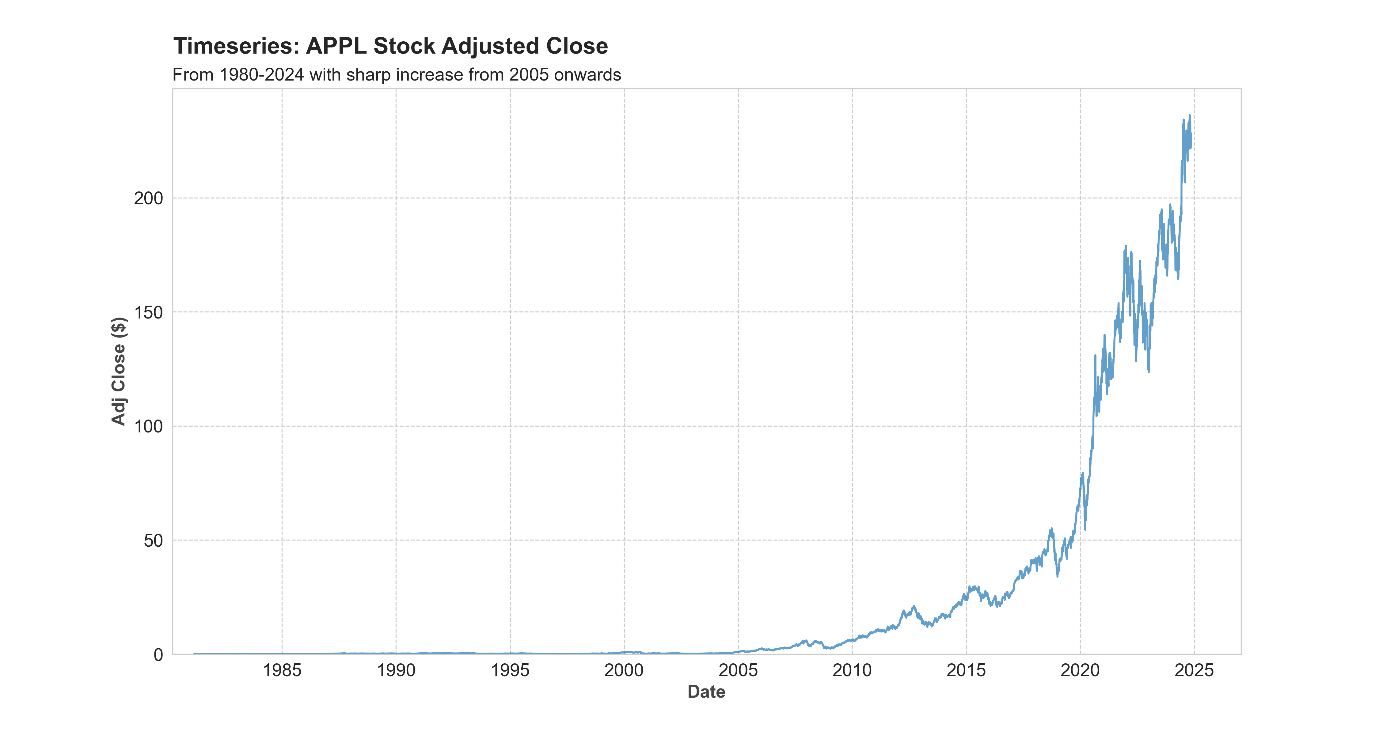 Timeseries: APPL Stock Adjusted Close
From 1980-2024 with sharp increase from 2005 onwards
Adj Close ($)
200
150
100
50
0
1985 1990 1995 2000 2005 2010 2015 2020 2025
Date